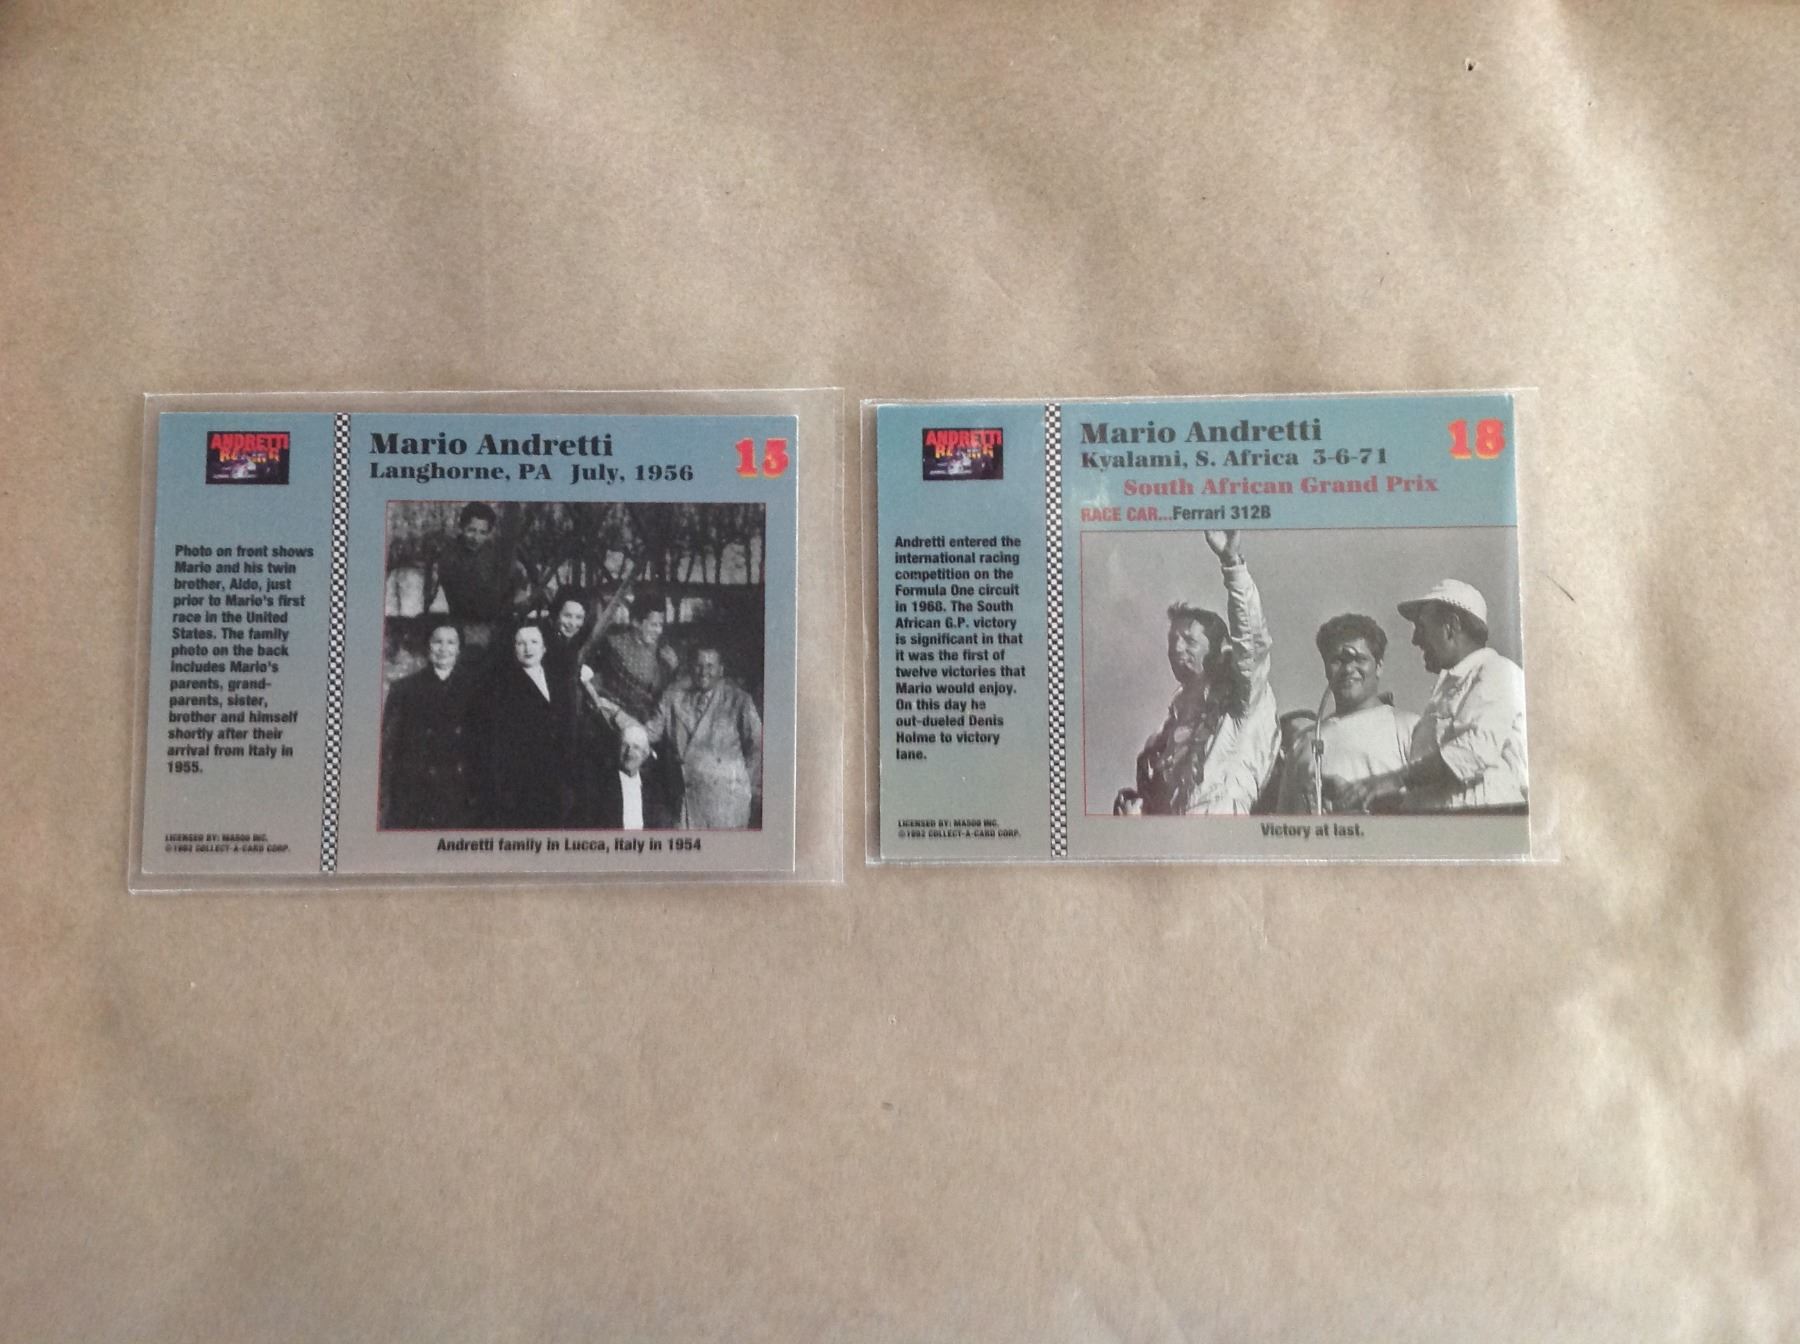 ANDRETTI
RACING
Mario Andretti
Langhorne, PA July, 1956
15
Photo on front shows
Mario and his twin
brother, Aldo, just
prior to Mario's first
race in the United
States. The family
photo on the back
includes Mario's
parents, grand-
parents, sister,
brother and himself
shortly after their
arrival from Italy in
1955.
LICENSED BY: MA500 INC.
©1992 COLLECT-A-CARD CORP.
Andretti family in Lucca, Italy in 1954
ANDRETTI
RACING
Mario Andretti
Kyalami, S. Africa 3-6-71
South African Grand Prix
RACE CAR...Ferrari 312B
18
Andretti entered the
international racing
competition on the
Formula One circuit
in 1968. The South
African G.P. victory
is significant in that
it was the first of
twelve victories that
Mario would enjoy.
On this day he
out-dueled Denis
Holme to victory
lane.
LICENSED BY: MA500 INC.
©1992 COLLECT-A-CARD CORP.
Victory at last.